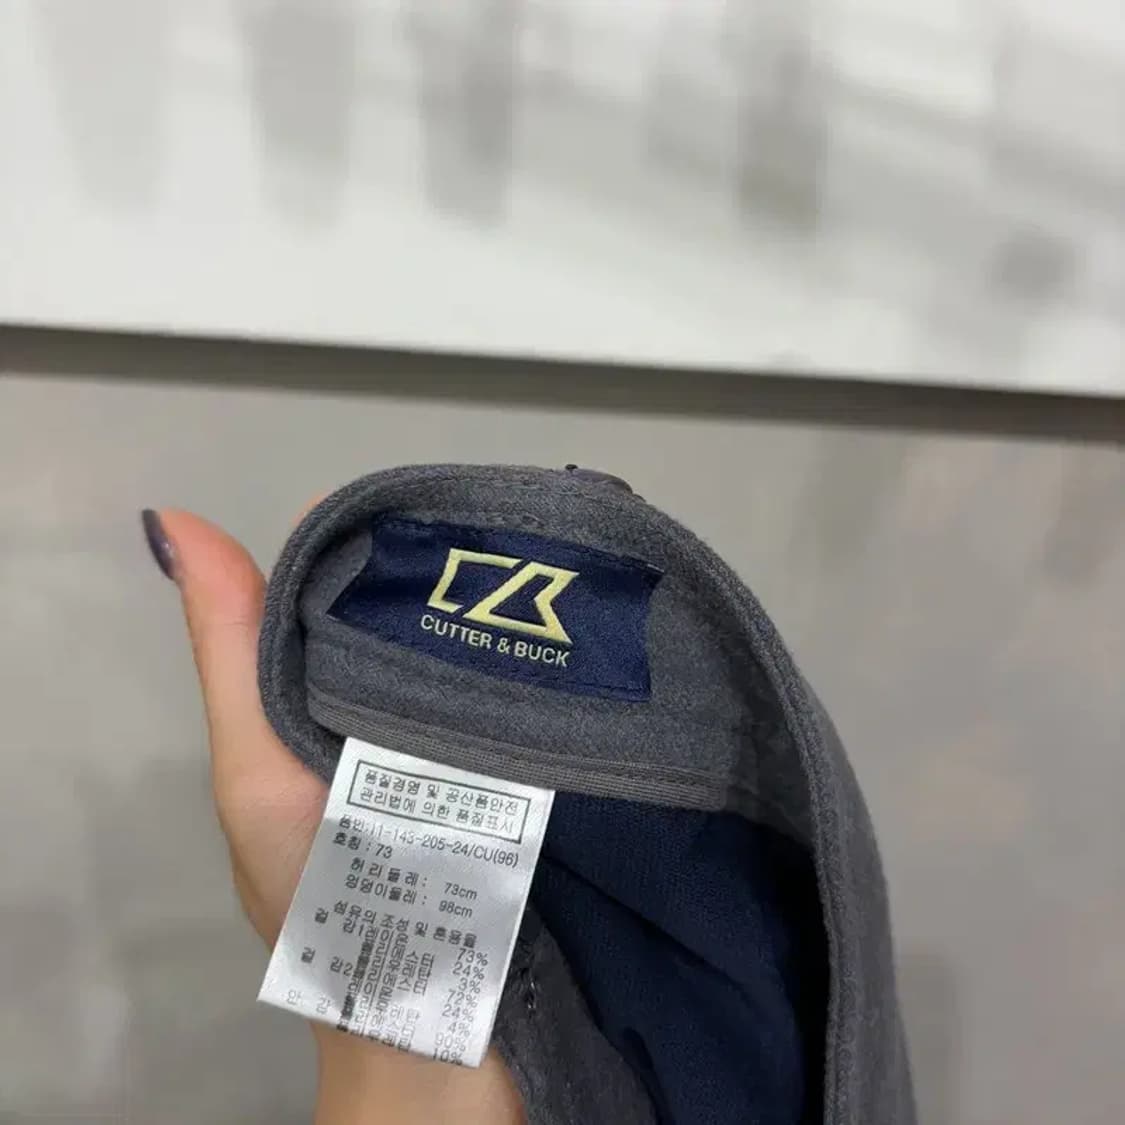 CUTTER & BUCK
품질경영 및 공산품안전
관리법에 의한 품질표시
품번:11-143-205-24/CU(96)
호칭 : 73
허리둘레 : 73cm
엉덩이둘레 : 98cm
섬유의 조성 및 혼용률
73%
24%
3%
72%
24%
4%
90%
10%